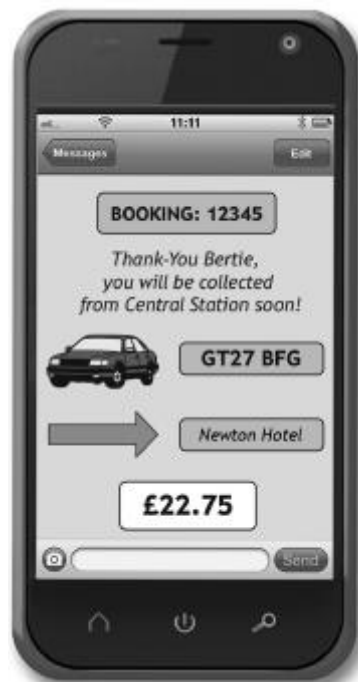 11:11
Messages
Edit
BOOKING: 12345
Thank-You Bertie,
you will be collected
from Central Station soon!
GT27 BFG
Newton Hotel
£22.75
Send